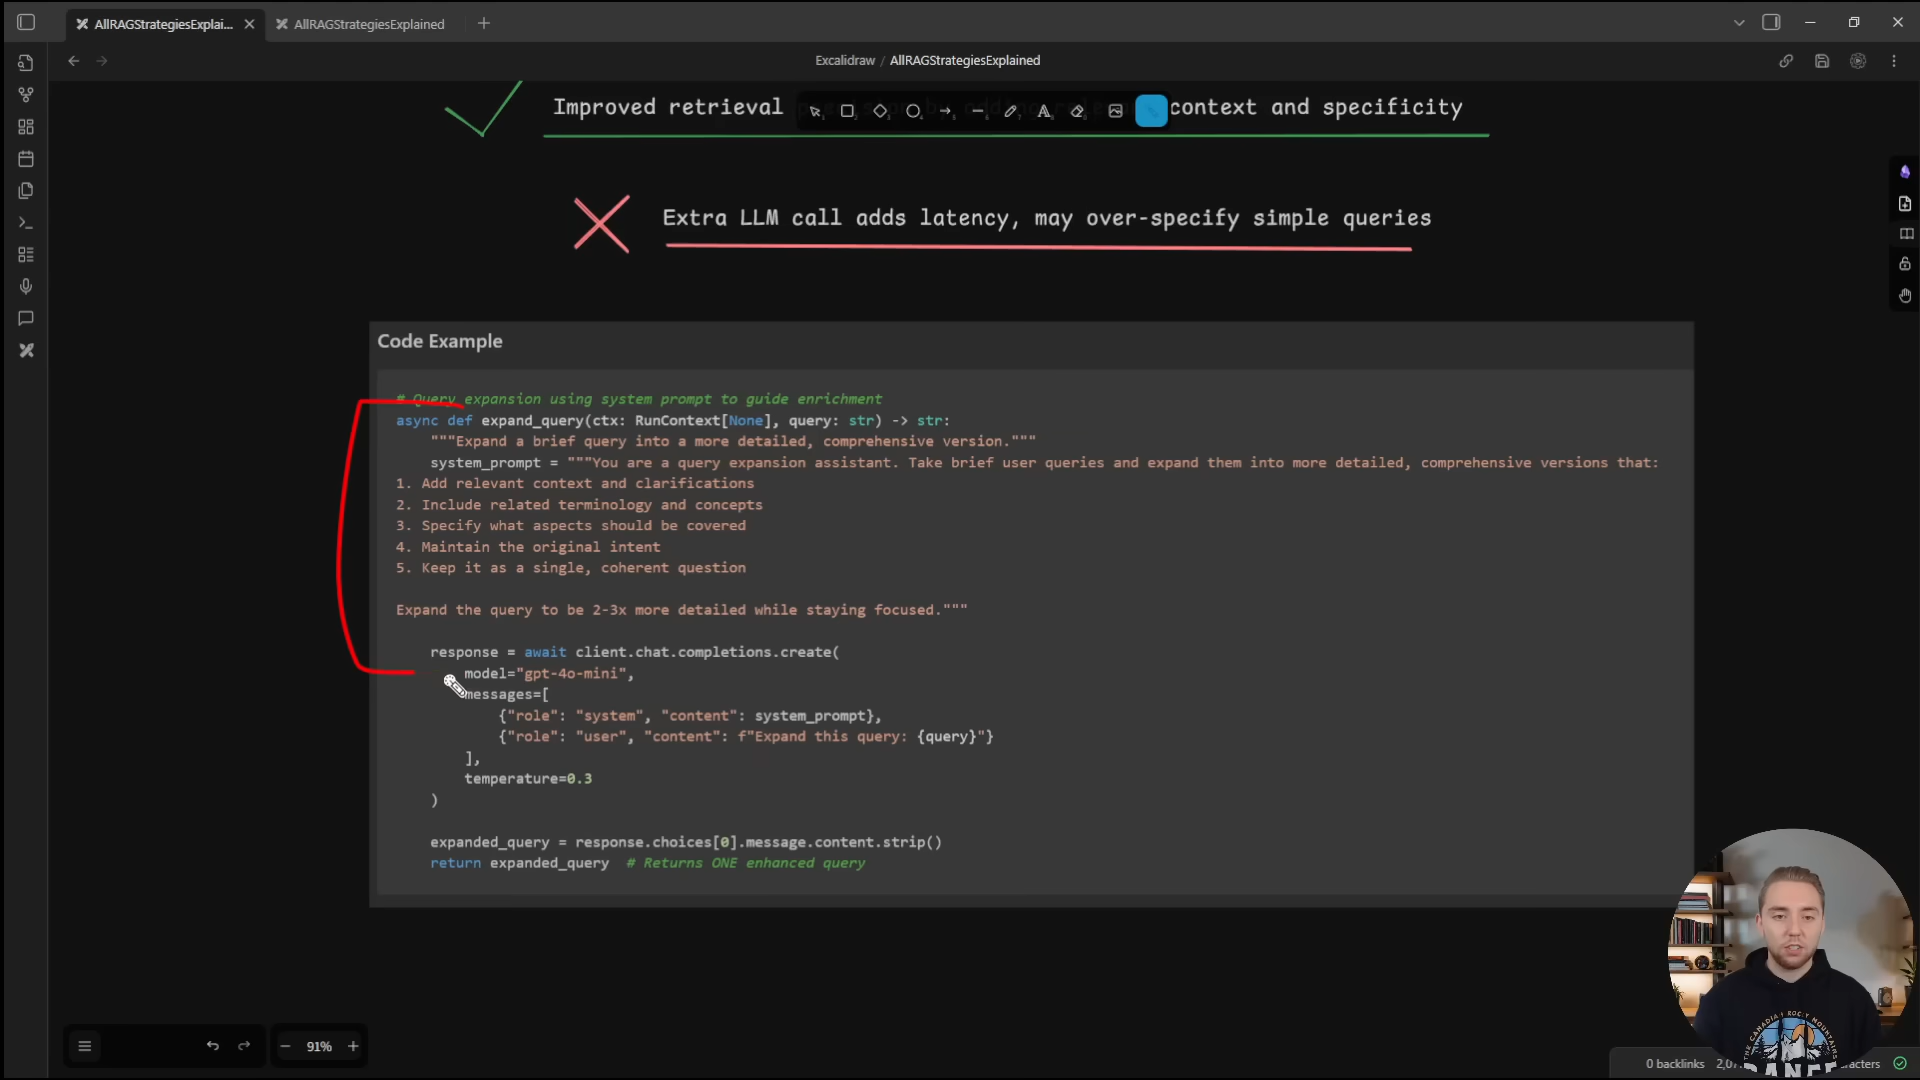 AllRAGStrategiesExplai...
AllRAGStrategiesExplained
Excalidraw / AllRAGStrategiesExplained
Improved retrieval context and specificity
Extra LLM call adds latency, may over-specify simple queries
Code Example
# Query expansion using system prompt to guide enrichment
async def expand_query(ctx: RunContext[None], query: str) -> str:
    """Expand a brief query into a more detailed, comprehensive version."""
    system_prompt = """You are a query expansion assistant. Take brief user queries and expand them into more detailed, comprehensive versions that:
1. Add relevant context and clarifications
2. Include related terminology and concepts
3. Specify what aspects should be covered
4. Maintain the original intent
5. Keep it as a single, coherent question
Expand the query to be 2-3x more detailed while staying focused."""
    response = await client.chat.completions.create(
        model="gpt-4o-mini",
        messages=[
            {"role": "system", "content": system_prompt},
            {"role": "user", "content": f"Expand this query: {query}"}
        ],
        temperature=0.3
    )
    expanded_query = response.choices[0].message.content.strip()
    return expanded_query  # Returns ONE enhanced query
91%
THE CANADIAN ROCKY MOUNTAINS
0 backlinks